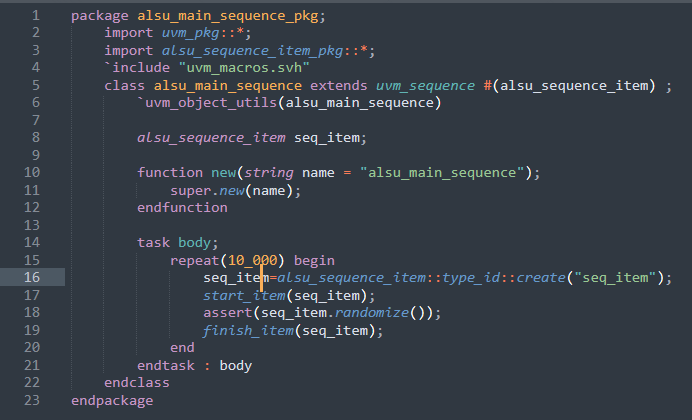 1 package alsu_main_sequence_pkg;
2 import uvm_pkg::*;
3 import alsu_sequence_item_pkg::*;
4 `include "uvm_macros.svh"
5 class alsu_main_sequence extends uvm_sequence #(alsu_sequence_item) ;
6 `uvm_object_utils(alsu_main_sequence)
7
8 alsu_sequence_item seq_item;
9
10 function new(string name = "alsu_main_sequence");
11 super.new(name);
12 endfunction
13
14 task body;
15 repeat(10_000) begin
16 seq_item=alsu_sequence_item::type_id::create("seq_item");
17 start_item(seq_item);
18 assert(seq_item.randomize());
19 finish_item(seq_item);
20 end
21 endtask : body
22 endclass
23 endpackage